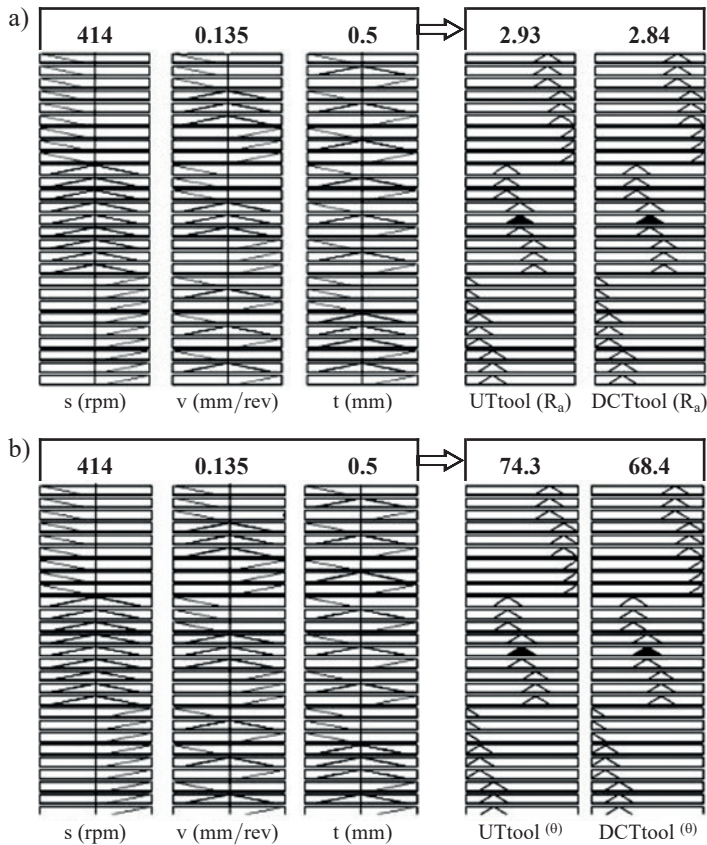 a)
414 0.135 0.5 2.93 2.84
s (rpm) v (mm/rev) t (mm) UTtool (Ra) DCTtool (Ra)
b)
414 0.135 0.5 74.3 68.4
s (rpm) v (mm/rev) t (mm) UTtool (θ) DCTtool (θ)